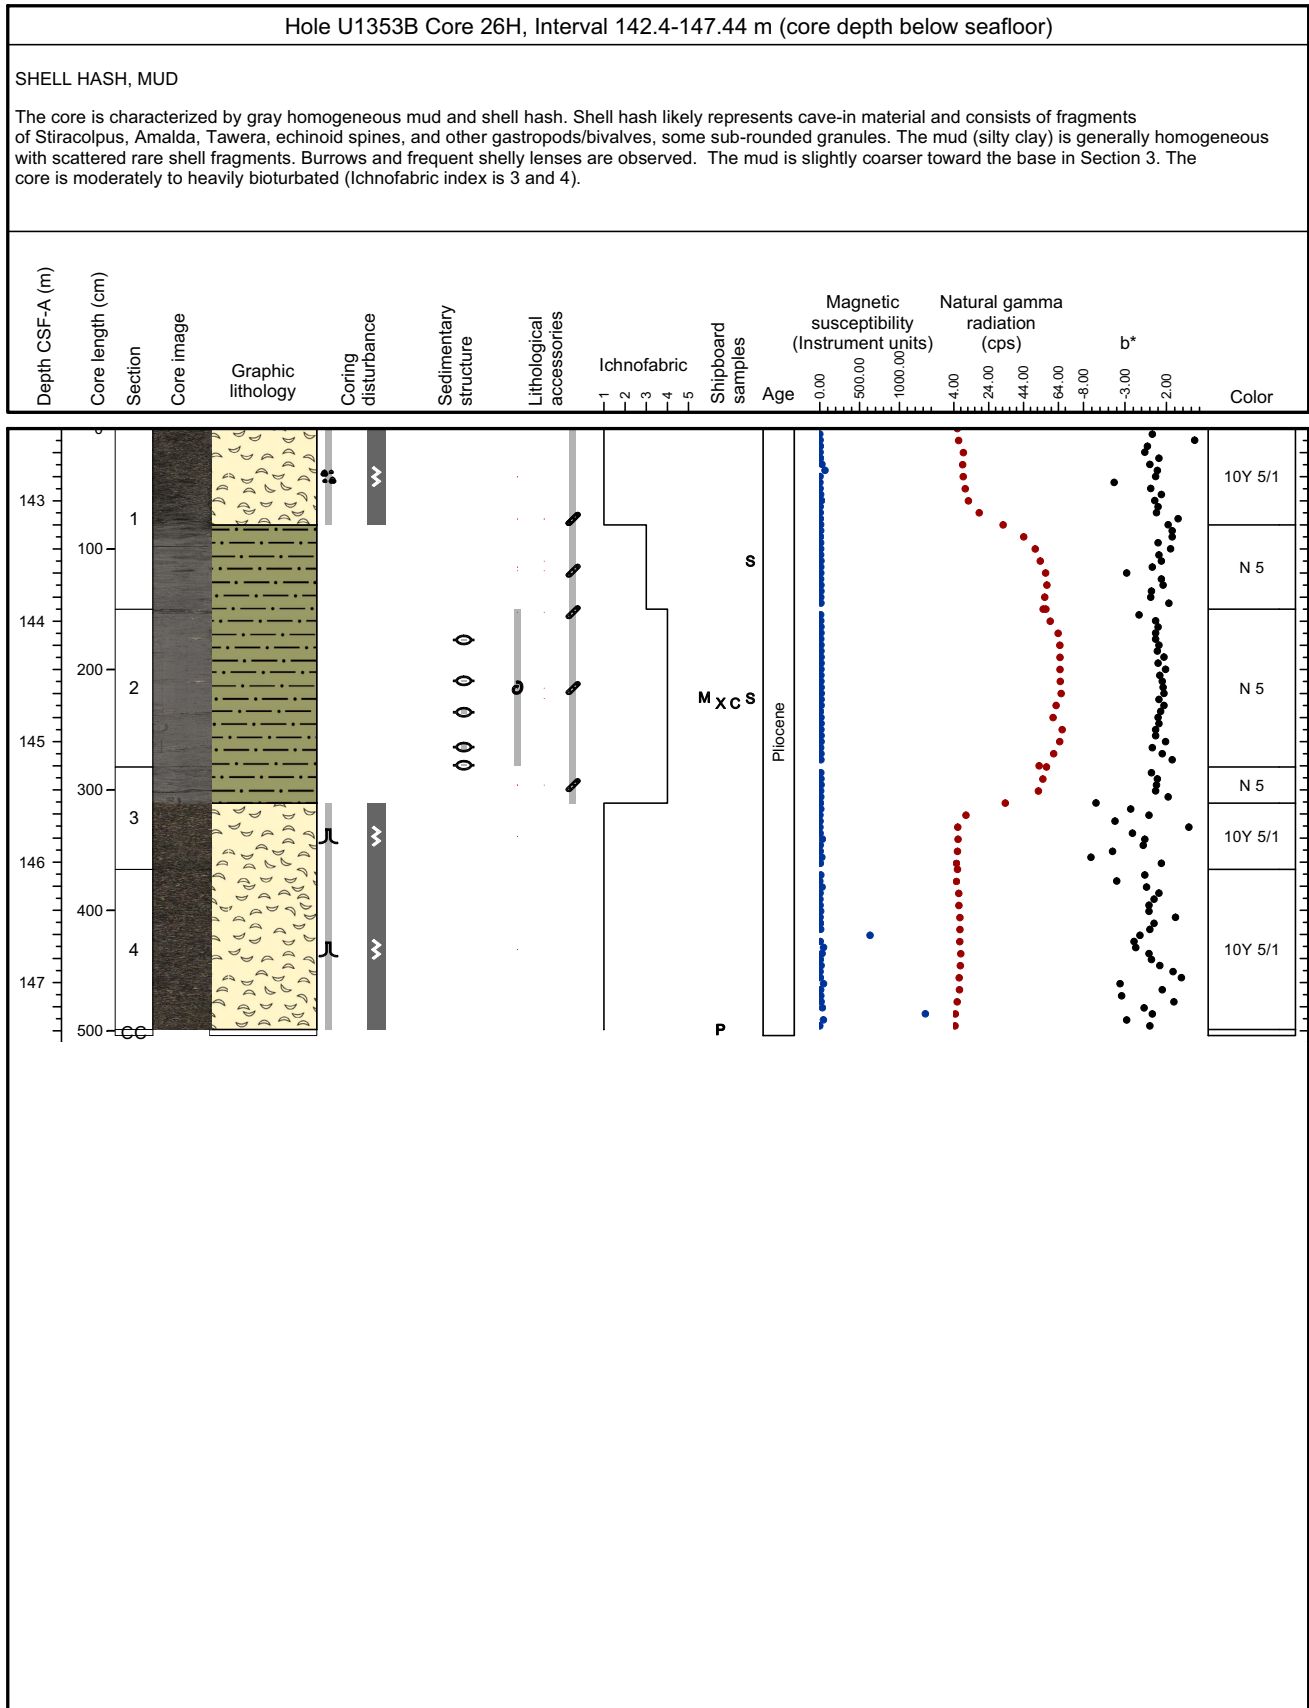 Hole U1353B Core 26H, Interval 142.4-147.44 m (core depth below seafloor)
SHELL HASH, MUD
The core is characterized by gray homogeneous mud and shell hash. Shell hash likely represents cave-in material and consists of fragments
of Stiracolpus, Amalda, Tawera, echinoid spines, and other gastropods/bivalves, some sub-rounded granules. The mud (silty clay) is generally homogeneous
with scattered rare shell fragments. Burrows and frequent shelly lenses are observed. The mud is slightly coarser toward the base in Section 3. The
core is moderately to heavily bioturbated (Ichnofabric index is 3 and 4).
Depth CSF-A (m)
Core length (cm)
Section
Core image
Graphic
lithology
Coring
disturbance
Sedimentary
structure
Lithological
accessories
Ichnofabric
1 2 3 4 5
Shipboard
samples
Age
Magnetic
susceptibility
(Instrument units)
0.00 500.00 1000.00
Natural gamma
radiation
(cps)
4.00 24.00 44.00 64.00
b*
-8.00 -3.00 2.00
Color
0
10Y 5/1
143
1
100
S
N 5
144
200
2
M X C S
N 5
Pliocene
145
300
N 5
3
10Y 5/1
146
400
4
10Y 5/1
147
500
CC
P